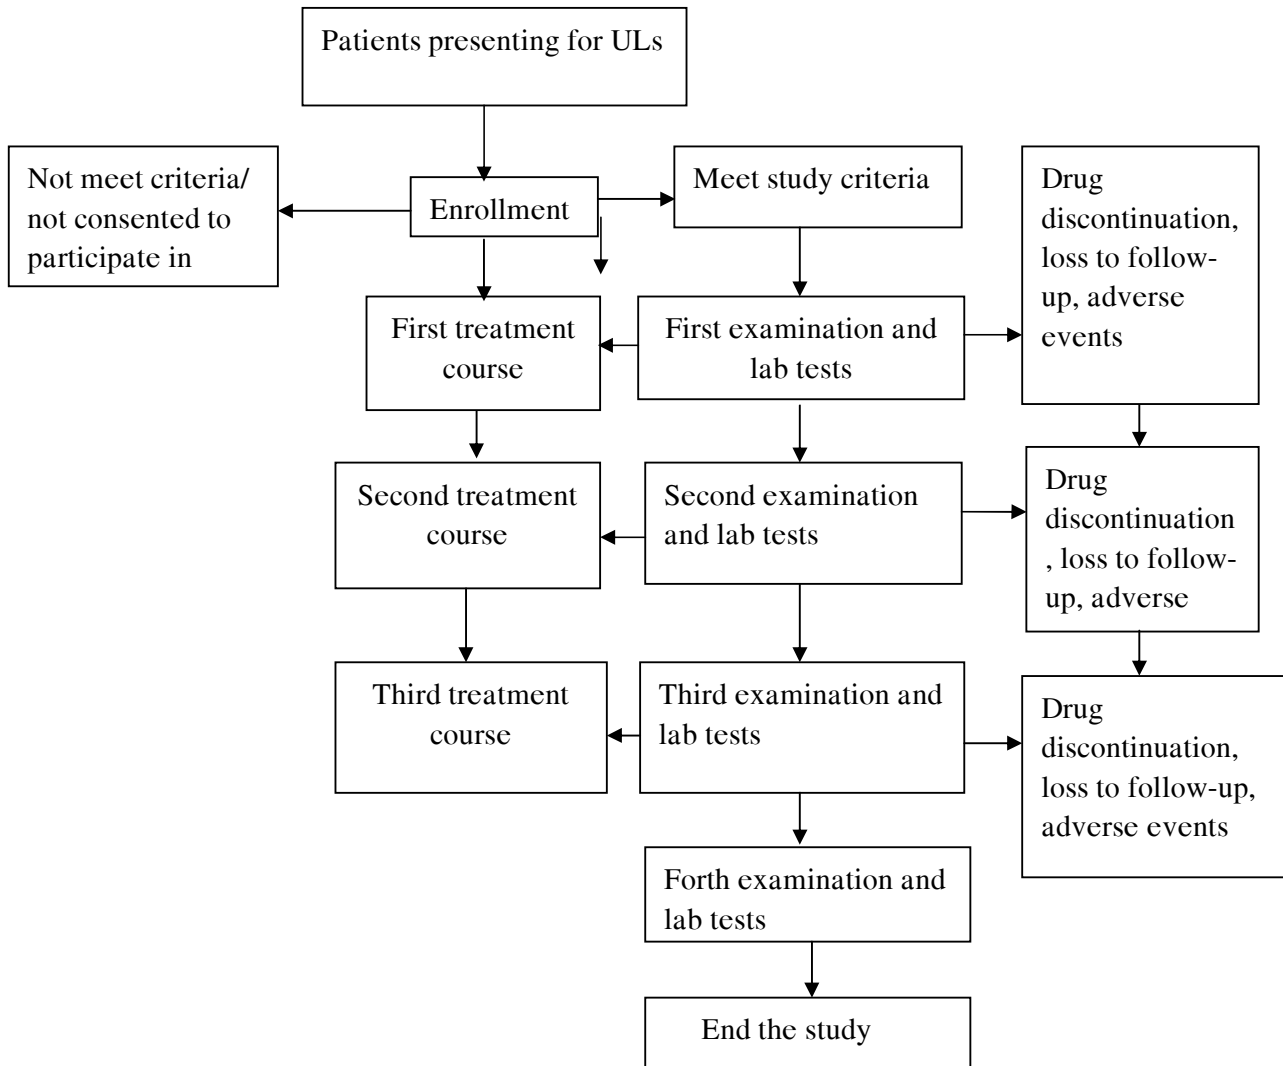 Patients presenting for ULs
Not meet criteria/
not consented to
participate in
Enrollment
Meet study criteria
Drug
discontinuation,
loss to follow-
up, adverse
events
First treatment
course
First examination and
lab tests
Second treatment
course
Second examination
and lab tests
Drug
discontinuation
, loss to follow-
up, adverse
Third treatment
course
Third examination and
lab tests
Drug
discontinuation,
loss to follow-up,
adverse events
Forth examination and
lab tests
End the study